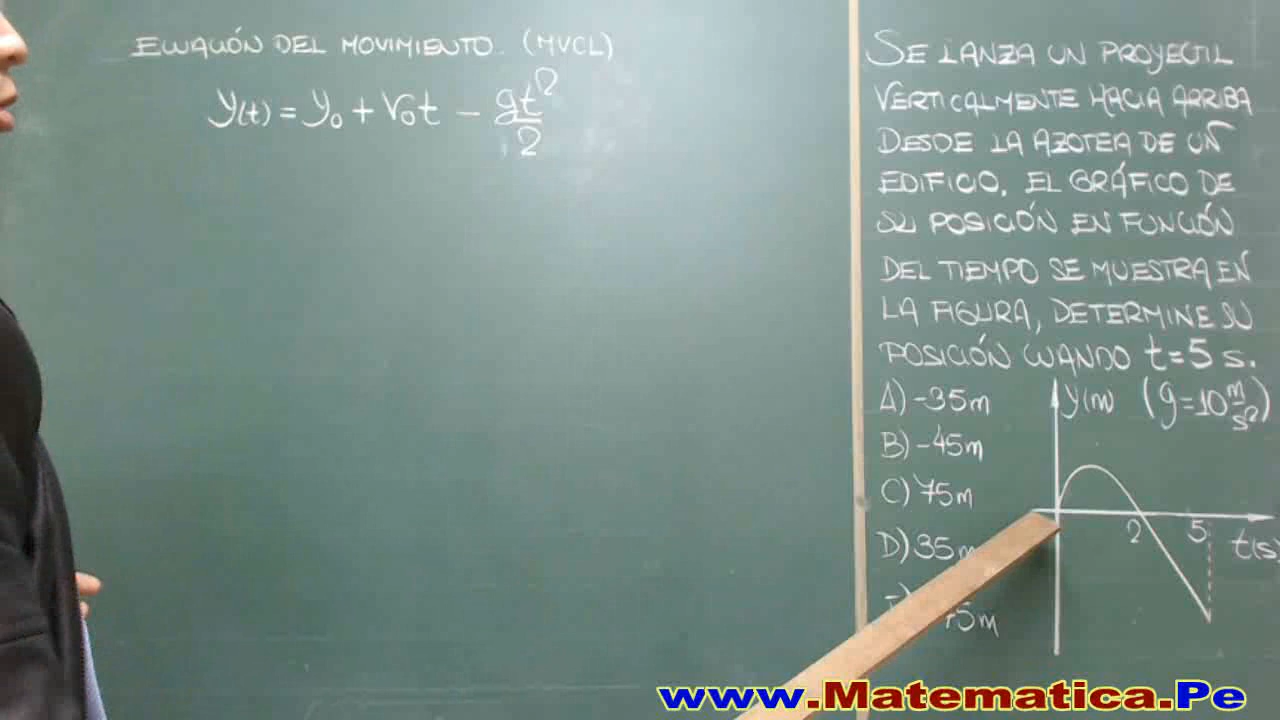 ECUACIÓN DEL MOVIMIENTO. (MVCL)
y(t) = y₀ + V₀t − gt²/2
SE LANZA UN PROYECTIL
VERTICALMENTE HACIA ARRIBA
DESDE LA AZOTEA DE UN
EDIFICIO. EL GRÁFICO DE
SU POSICIÓN EN FUNCIÓN
DEL TIEMPO SE MUESTRA EN
LA FIGURA, DETERMINE SU
POSICIÓN CUANDO t=5 s.
A) -35m
B) -45m
C) 75m
D) 35m
75m
y(m) (g=10 m/s²)
2 5 t(s)
www.Matematica.Pe